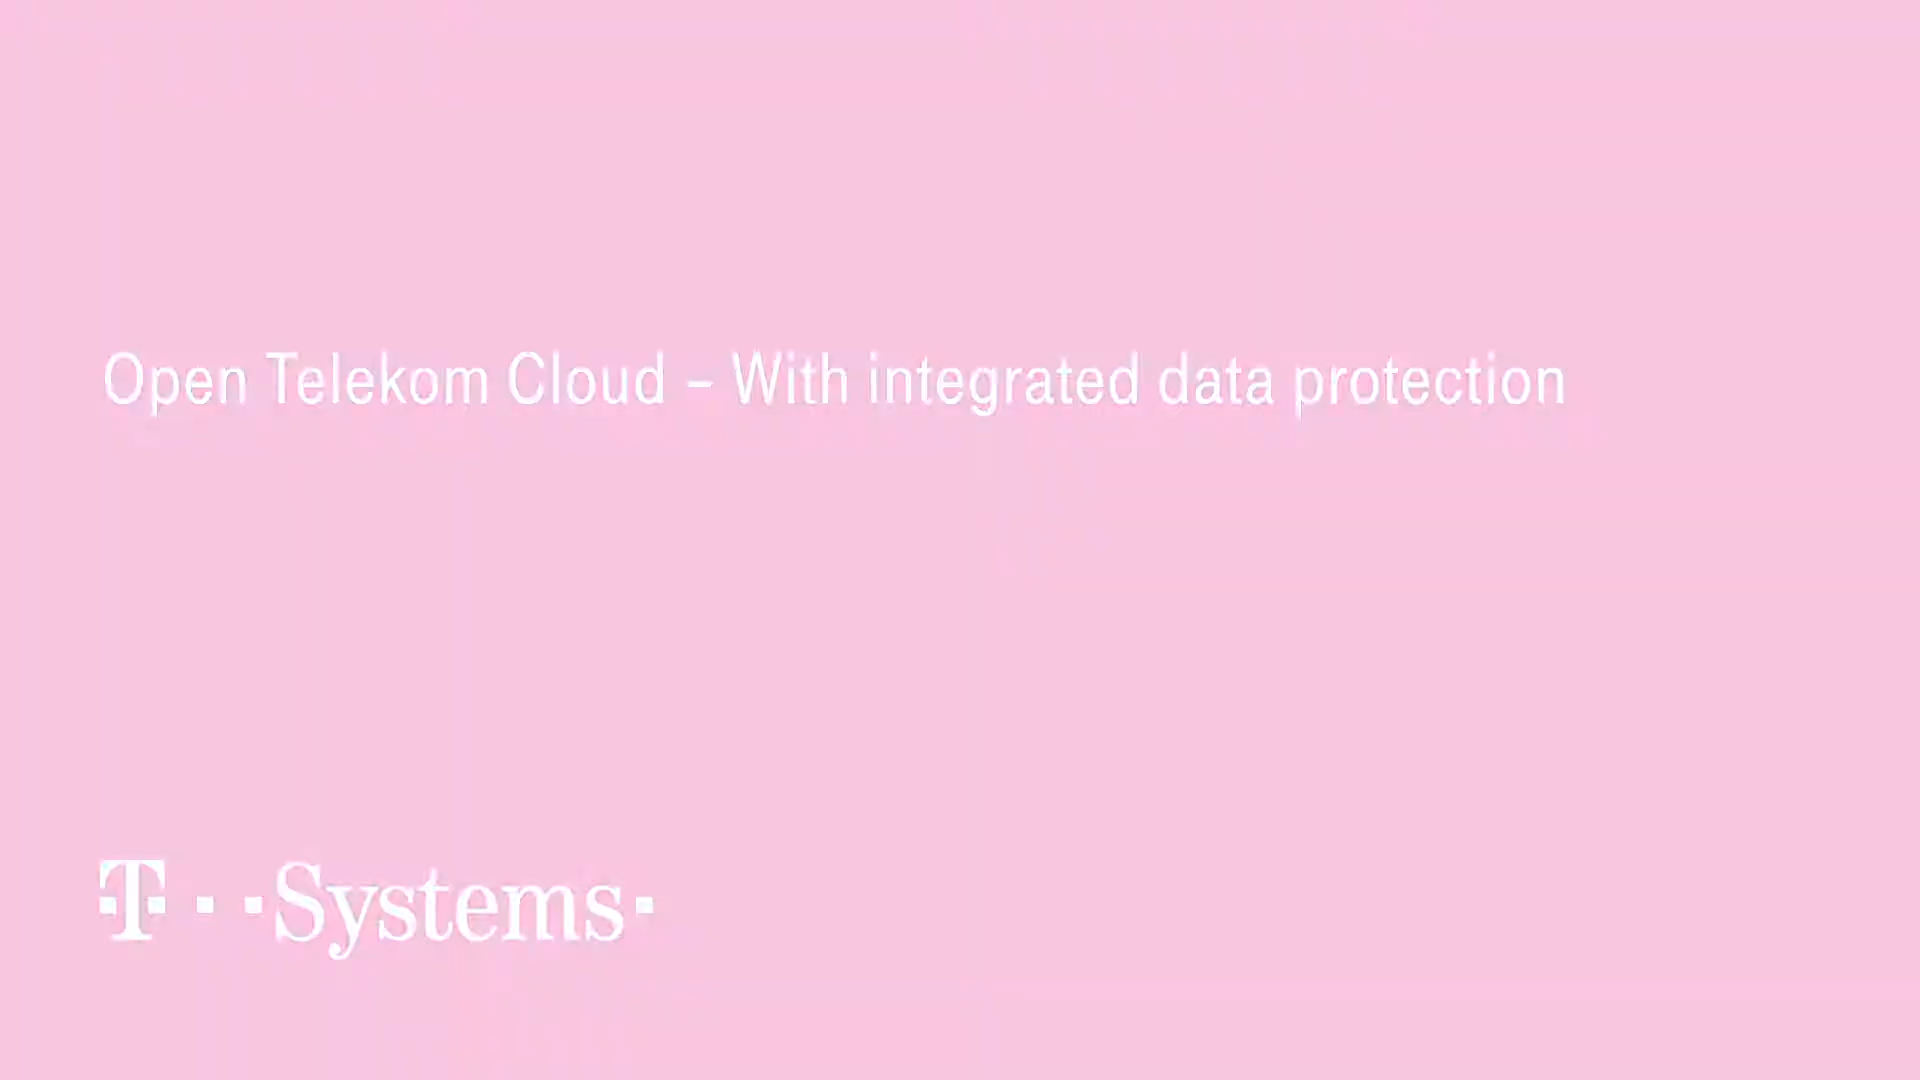 Open Telekom Cloud – With integrated data protection
T · · Systems ·